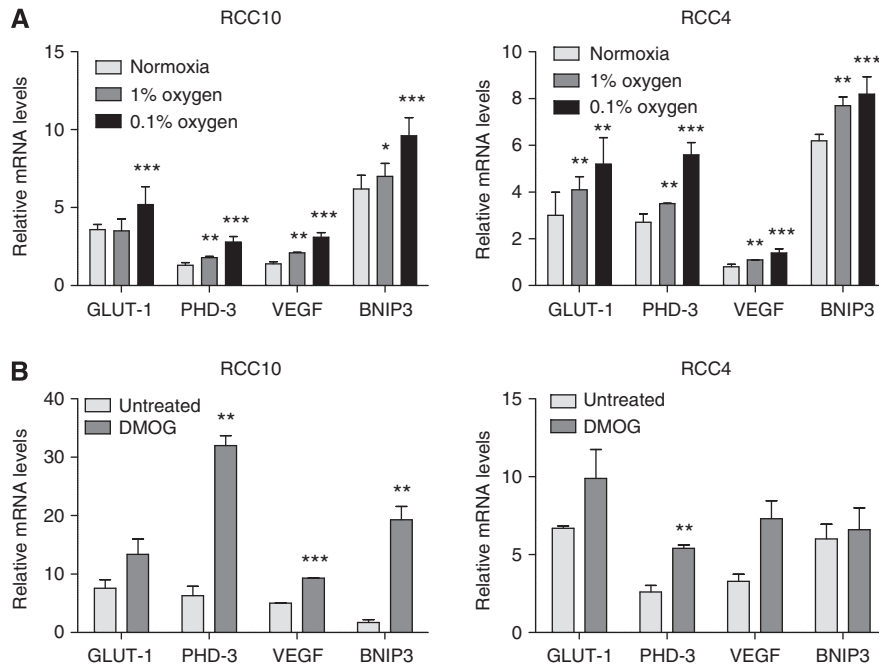 A
RCC10
Relative mRNA levels
15
10
5
0
Normoxia
1% oxygen
0.1% oxygen
***
** ***
** ***
* ***
GLUT-1 PHD-3 VEGF BNIP3
RCC4
Relative mRNA levels
10
8
6
4
2
0
Normoxia
1% oxygen
0.1% oxygen
** **
** ***
** ***
** ***
GLUT-1 PHD-3 VEGF BNIP3
B
RCC10
Relative mRNA levels
40
30
20
10
0
Untreated
DMOG
**
***
**
GLUT-1 PHD-3 VEGF BNIP3
RCC4
Relative mRNA levels
15
10
5
0
Untreated
DMOG
**
GLUT-1 PHD-3 VEGF BNIP3